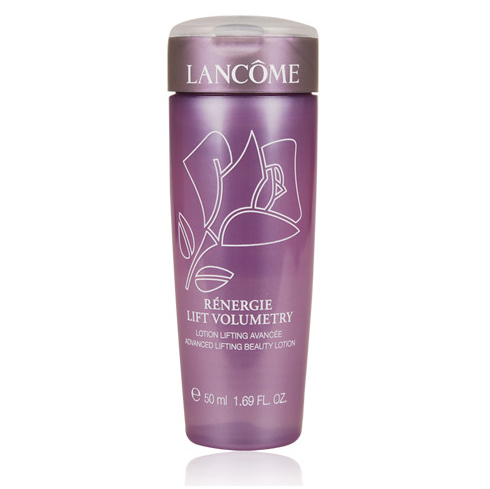 LANCÔME
RÉNERGIE
LIFT VOLUMETRY
LOTION LIFTING AVANCÉE
ADVANCED LIFTING BEAUTY LOTION
℮ 50 ml 1.69 FL. OZ.